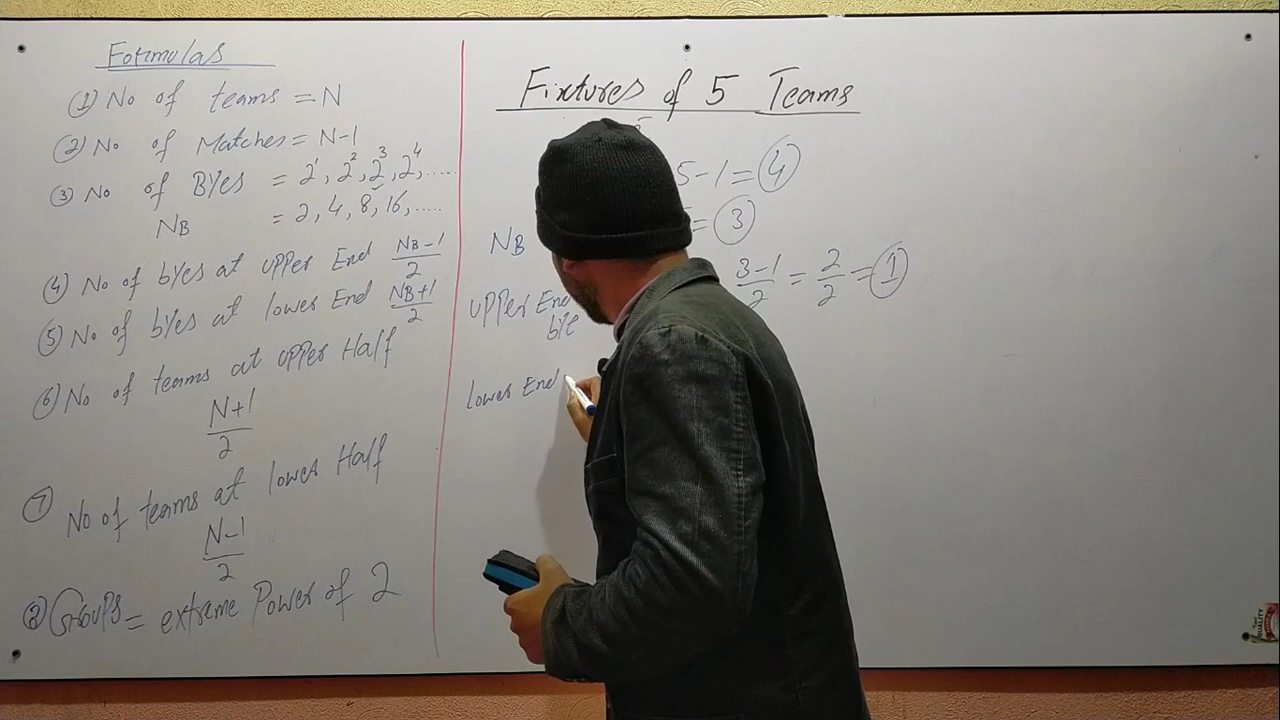 Formulas
① No of teams = N
② No of Matches = N-1
③ No of BYes = 2¹, 2², 2³, 2⁴, .....
NB = 2, 4, 8, 16, .....
④ No of byes at upper End NB-1/2
⑤ No of byes at lower End NB+1/2
⑥ No of teams at upper Half
N+1/2
⑦ No of teams at lower Half
N-1/2
⑧ Groups = extreme Power of 2
Fixtures of 5 Teams
5-1 = ④
NB = ③
upper End 3-1/2 = 2/2 = ①
bye
lower End
QUALITY